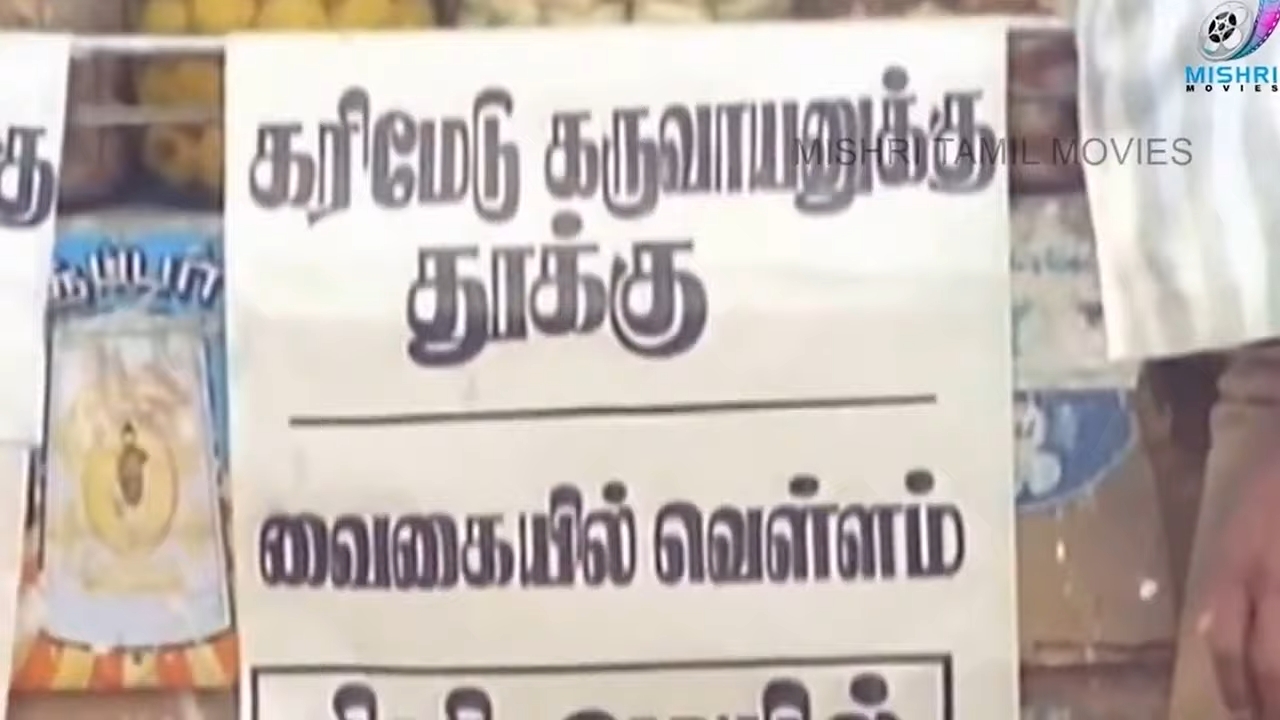 MISHRI
MOVIES
கரிமேடு கருவாயனுக்கு
MISHRI TAMIL MOVIES
தூக்கு
வைகையில் வெள்ளம்